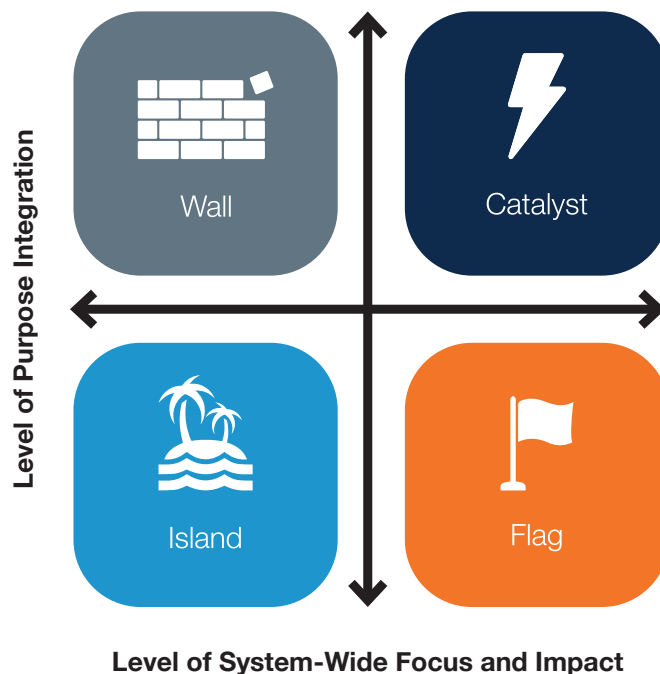 Level of Purpose Integration
Wall
Catalyst
Island
Flag
Level of System-Wide Focus and Impact